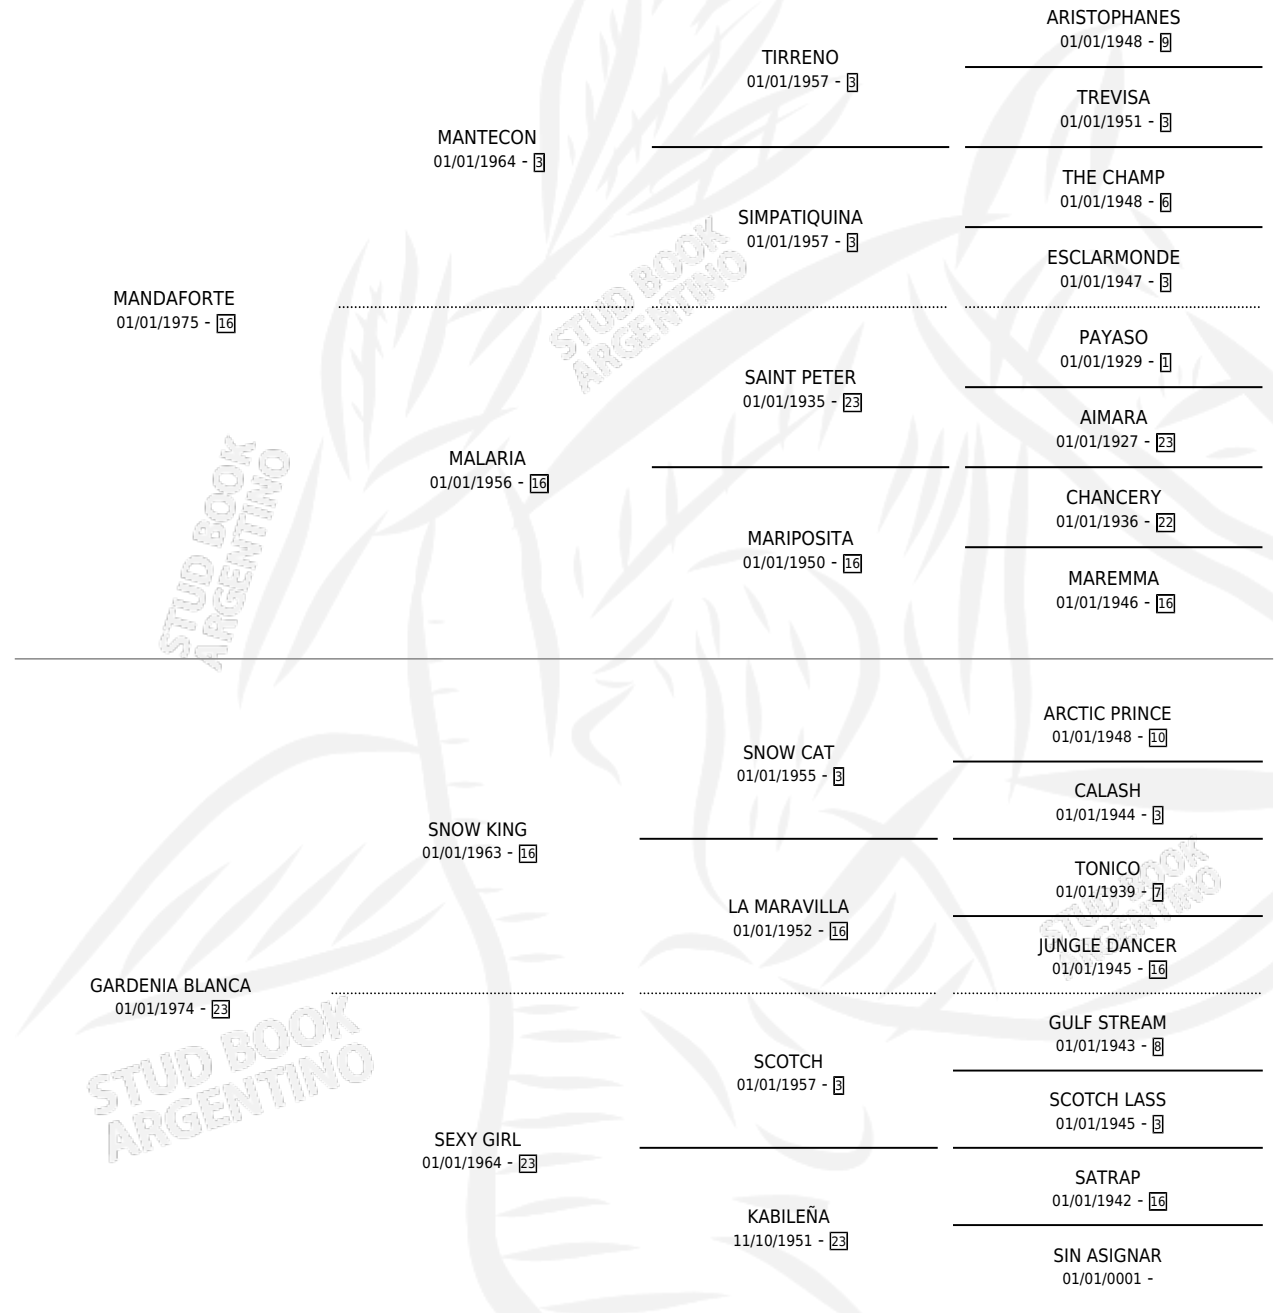 ARISTOPHANES
01/01/1948 - 9
TIRRENO
01/01/1957 - 3
TREVISA
01/01/1951 - 3
MANTECON
01/01/1964 - 3
THE CHAMP
01/01/1948 - 6
SIMPATIQUINA
01/01/1957 - 3
ESCLARMONDE
01/01/1947 - 3
MANDAFORTE
01/01/1975 - 16
PAYASO
01/01/1929 - 1
SAINT PETER
01/01/1935 - 23
AIMARA
01/01/1927 - 23
MALARIA
01/01/1956 - 16
CHANCERY
01/01/1936 - 22
MARIPOSITA
01/01/1950 - 16
MAREMMA
01/01/1946 - 16
STUD BOOK
ARGENTINO
STUD BOOK
ARGENTINO
ARCTIC PRINCE
01/01/1948 - 10
SNOW CAT
01/01/1955 - 3
CALASH
01/01/1944 - 3
SNOW KING
01/01/1963 - 16
TONICO
01/01/1939 - 7
LA MARAVILLA
01/01/1952 - 16
JUNGLE DANCER
01/01/1945 - 16
GARDENIA BLANCA
01/01/1974 - 23
GULF STREAM
01/01/1943 - 8
SCOTCH
01/01/1957 - 3
SCOTCH LASS
01/01/1945 - 3
SEXY GIRL
01/01/1964 - 23
SATRAP
01/01/1942 - 16
KABILEÑA
11/10/1951 - 23
SIN ASIGNAR
01/01/0001 -
STUD BOOK
ARGENTINO
STUD BOOK
ARGENTINO